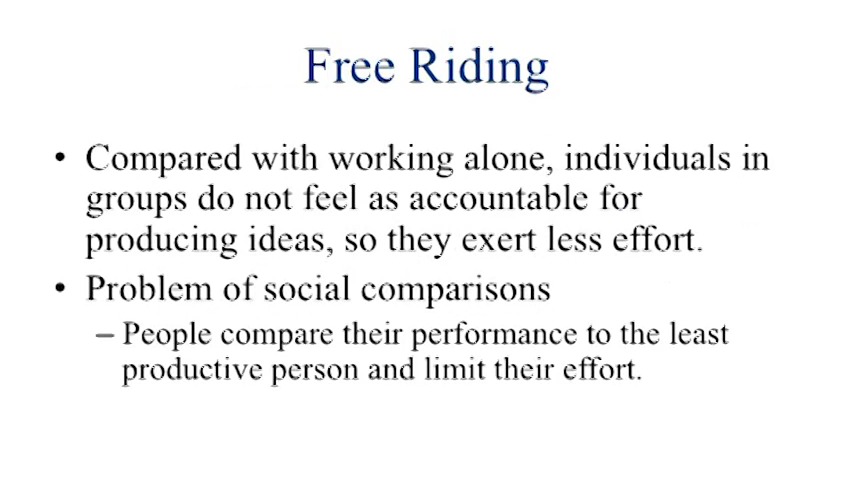 Free Riding
• Compared with working alone, individuals in
groups do not feel as accountable for
producing ideas, so they exert less effort.
• Problem of social comparisons
– People compare their performance to the least
productive person and limit their effort.